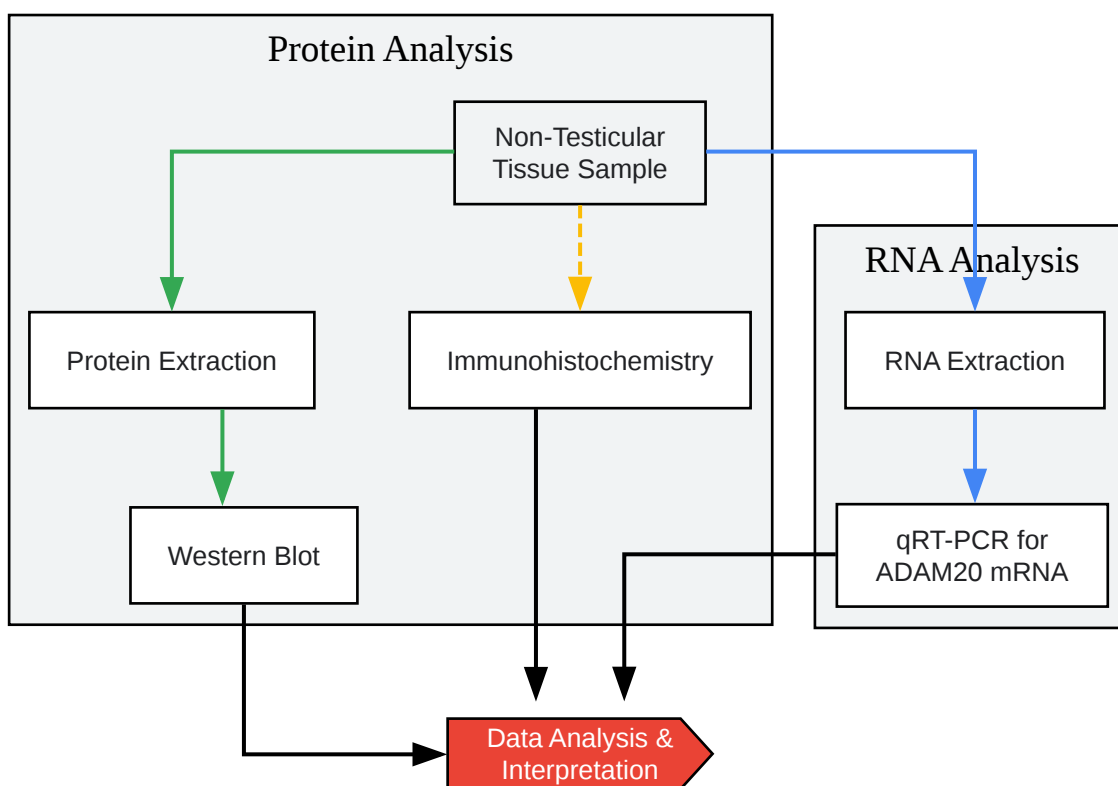 Protein Analysis
Non-Testicular
Tissue Sample
RNA Analysis
Protein Extraction
Immunohistochemistry
RNA Extraction
Western Blot
qRT-PCR for
ADAM20 mRNA
Data Analysis &
Interpretation